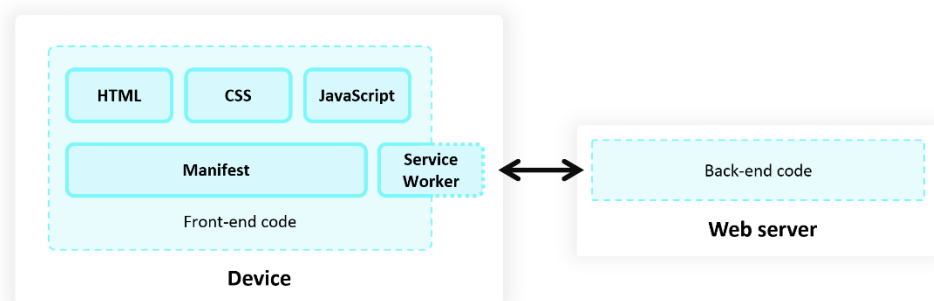 HTML
CSS
JavaScript
Manifest
Service
Worker
Front-end code
Device
Back-end code
Web server